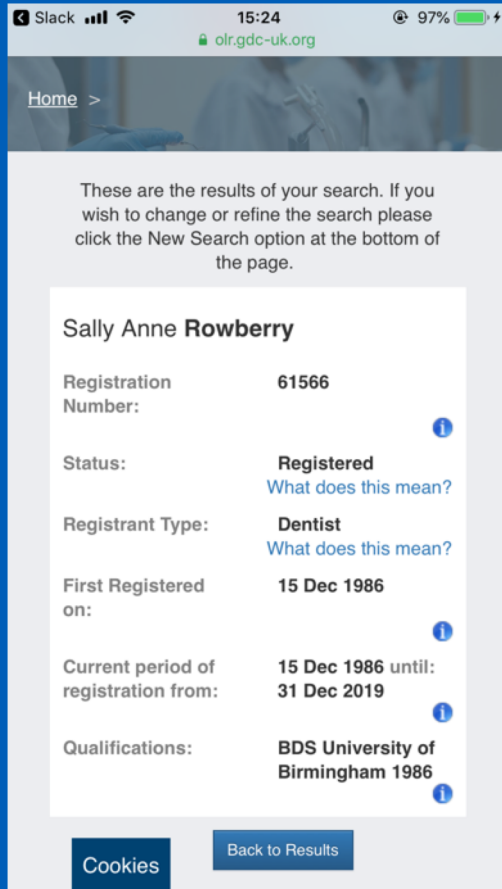 Slack 15:24 97%
olr.gdc-uk.org
Home >
These are the results of your search. If you
wish to change or refine the search please
click the New Search option at the bottom of
the page.
Sally Anne Rowberry
Registration Number: 61566
Status: Registered
What does this mean?
Registrant Type: Dentist
What does this mean?
First Registered on: 15 Dec 1986
Current period of registration from: 15 Dec 1986 until: 31 Dec 2019
Qualifications: BDS University of Birmingham 1986
Cookies
Back to Results